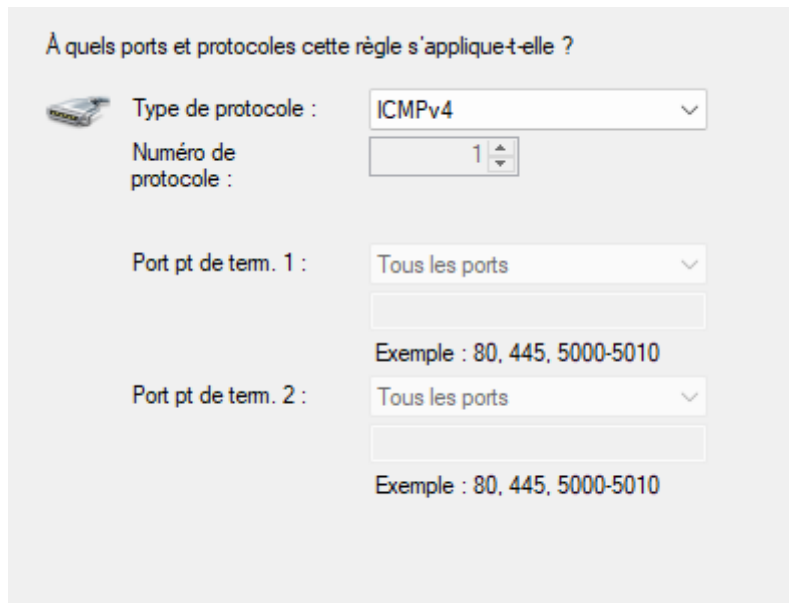 À quels ports et protocoles cette règle s'applique-t-elle ?
Type de protocole :
ICMPv4
Numéro de
protocole :
1
Port pt de term. 1 :
Tous les ports
Exemple : 80, 445, 5000-5010
Port pt de term. 2 :
Tous les ports
Exemple : 80, 445, 5000-5010